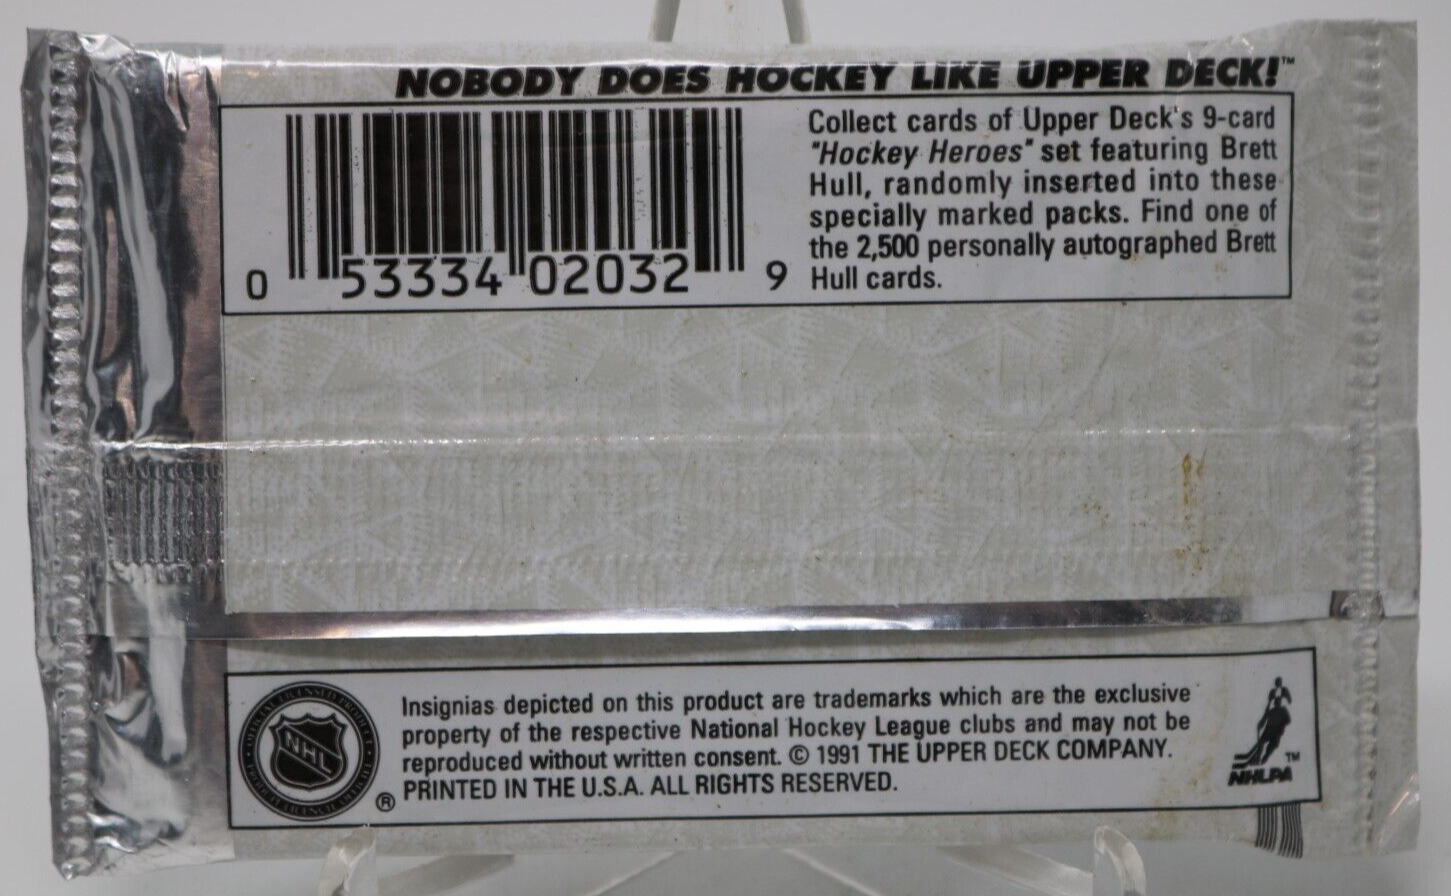 NOBODY DOES HOCKEY LIKE UPPER DECK!™
Collect cards of Upper Deck's 9-card
"Hockey Heroes" set featuring Brett
Hull, randomly inserted into these
specially marked packs. Find one of
the 2,500 personally autographed Brett
Hull cards.
0 53334 02032 9
Insignias depicted on this product are trademarks which are the exclusive
property of the respective National Hockey League clubs and may not be
reproduced without written consent. © 1991 THE UPPER DECK COMPANY.
PRINTED IN THE U.S.A. ALL RIGHTS RESERVED.
NHL
®
NHLPA™